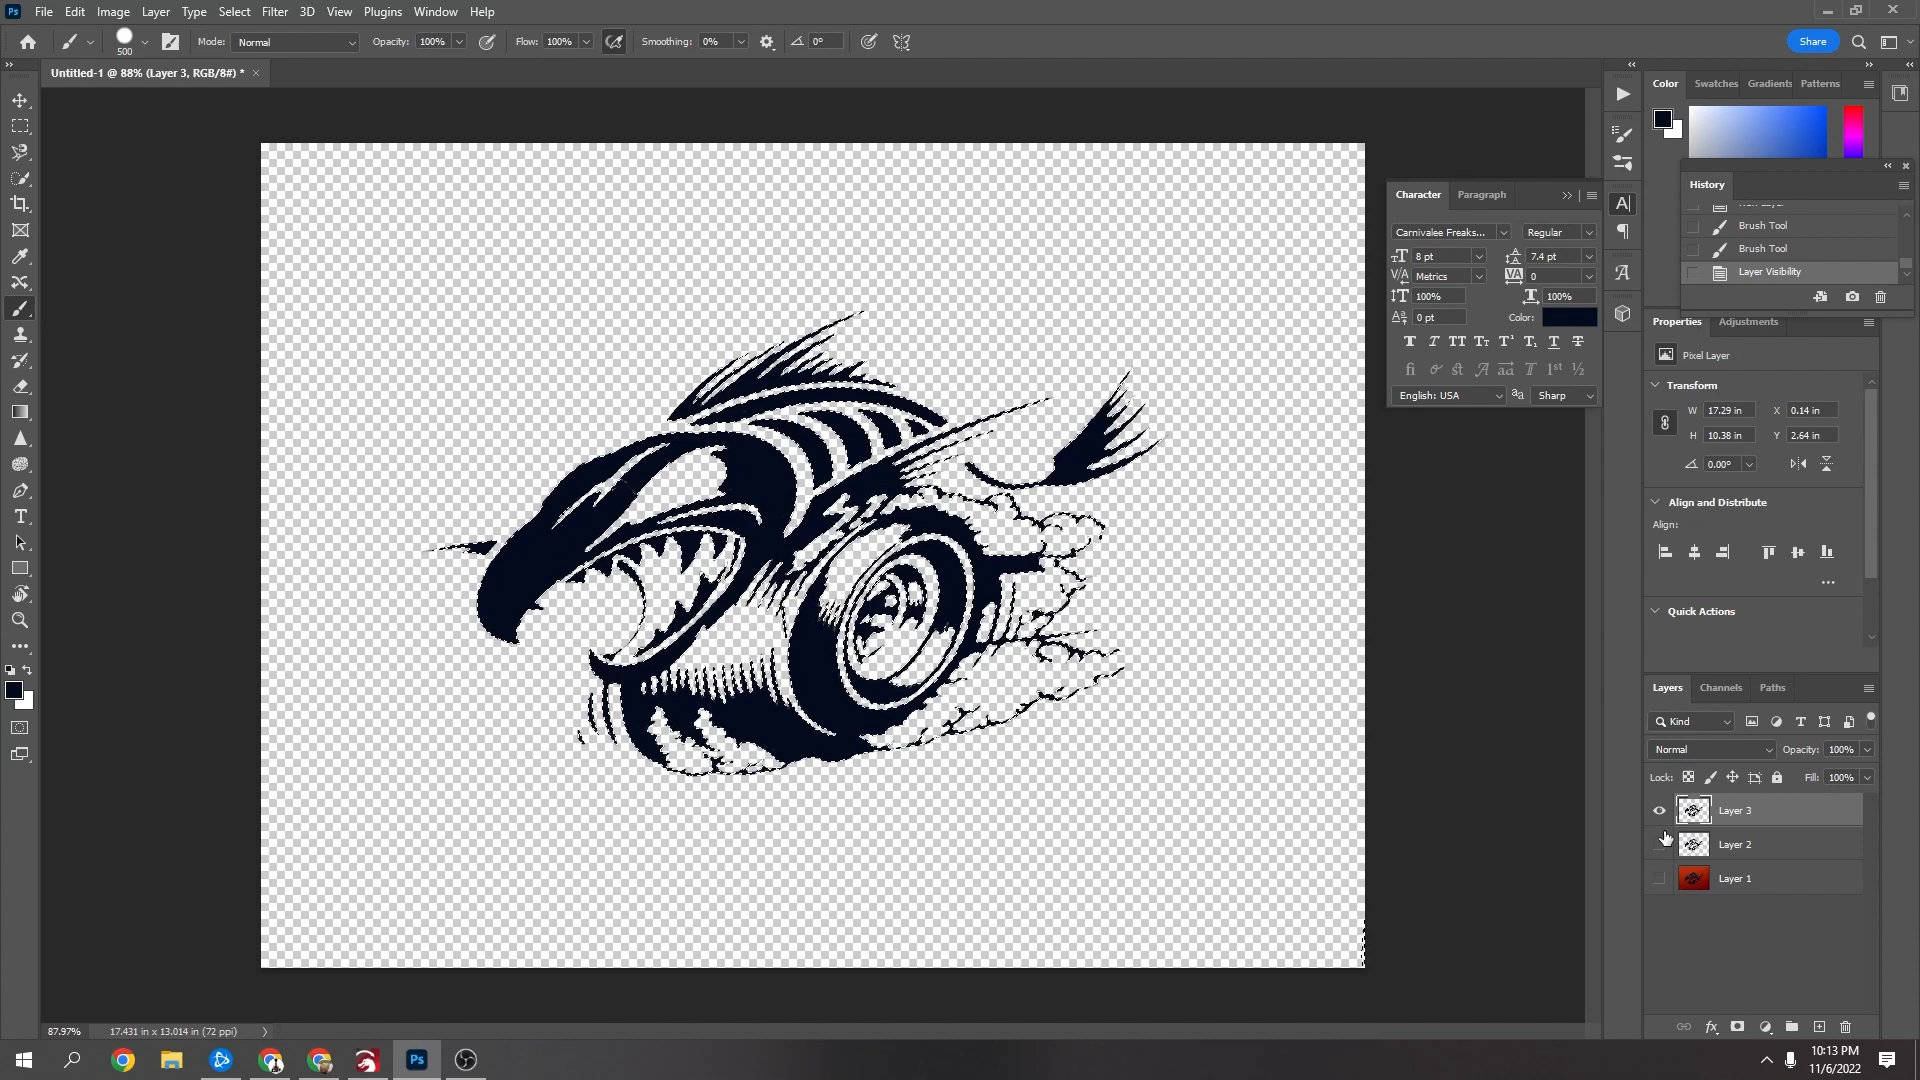 Ps File Edit Image Layer Type Select Filter 3D View Plugins Window Help
500 Mode: Normal Opacity: 100% Flow: 100% Smoothing: 0% 0° Share
Untitled-1 @ 88% (Layer 3, RGB/8#) *
Color Swatches Gradients Patterns
History
Brush Tool
Brush Tool
Layer Visibility
Character Paragraph
Carnivalee Freaks... Regular
8 pt 7.4 pt
Metrics 0
100% 100%
0 pt Color:
English: USA aa Sharp
Properties Adjustments
Pixel Layer
Transform
W 17.29 in X 0.14 in
H 10.38 in Y 2.64 in
0.00°
Align and Distribute
Align:
Quick Actions
Layers Channels Paths
Kind
Normal Opacity: 100%
Lock: Fill: 100%
Layer 3
Layer 2
Layer 1
87.97% 17.431 in x 13.014 in (72 ppi)
Ps
10:13 PM
11/6/2022